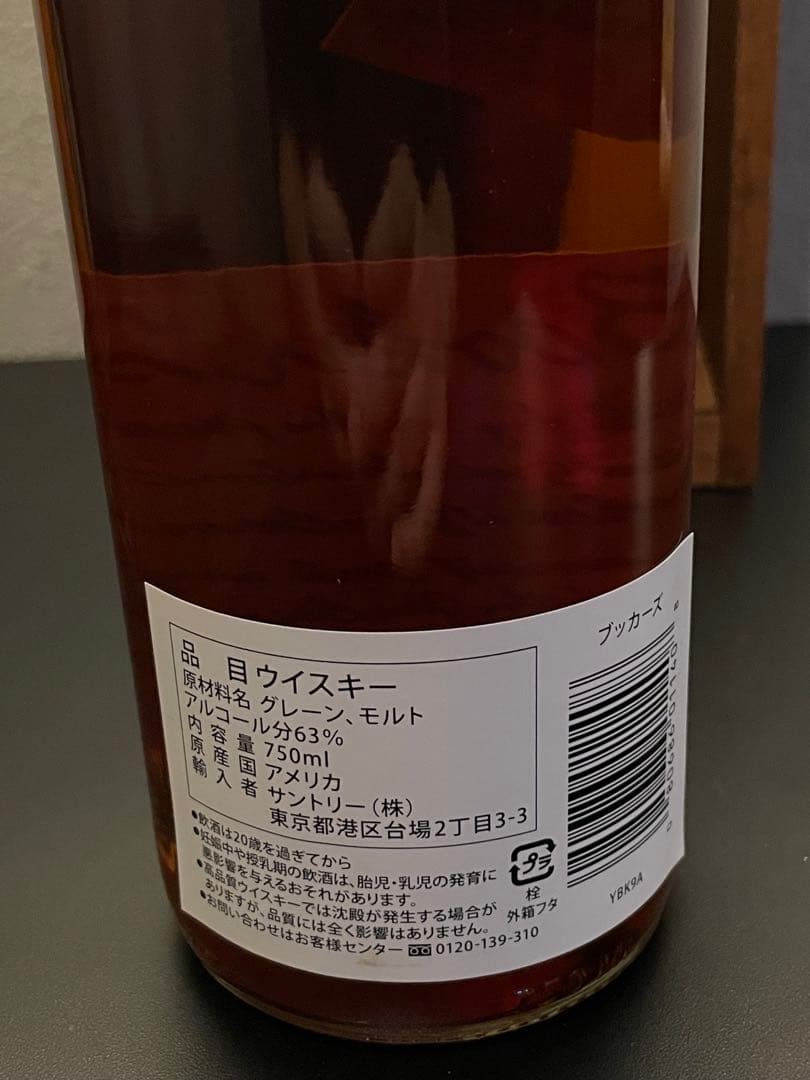 品 目 ウイスキー
原材料名 グレーン、モルト
アルコール分63%
内容量 750ml
原産国 アメリカ
輸入者 サントリー(株)
東京都港区台場2丁目3-3
●飲酒は20歳を過ぎてから
●妊娠中や授乳期の飲酒は、胎児・乳児の発育に
悪影響を与えるおそれがあります。
●高品質ウイスキーでは沈殿が発生する場合が
ありますが、品質には全く影響はありません。
●お問い合わせはお客様センター 0120-139-310
プラ
栓
外箱フタ
ブッカーズ
YBK9A